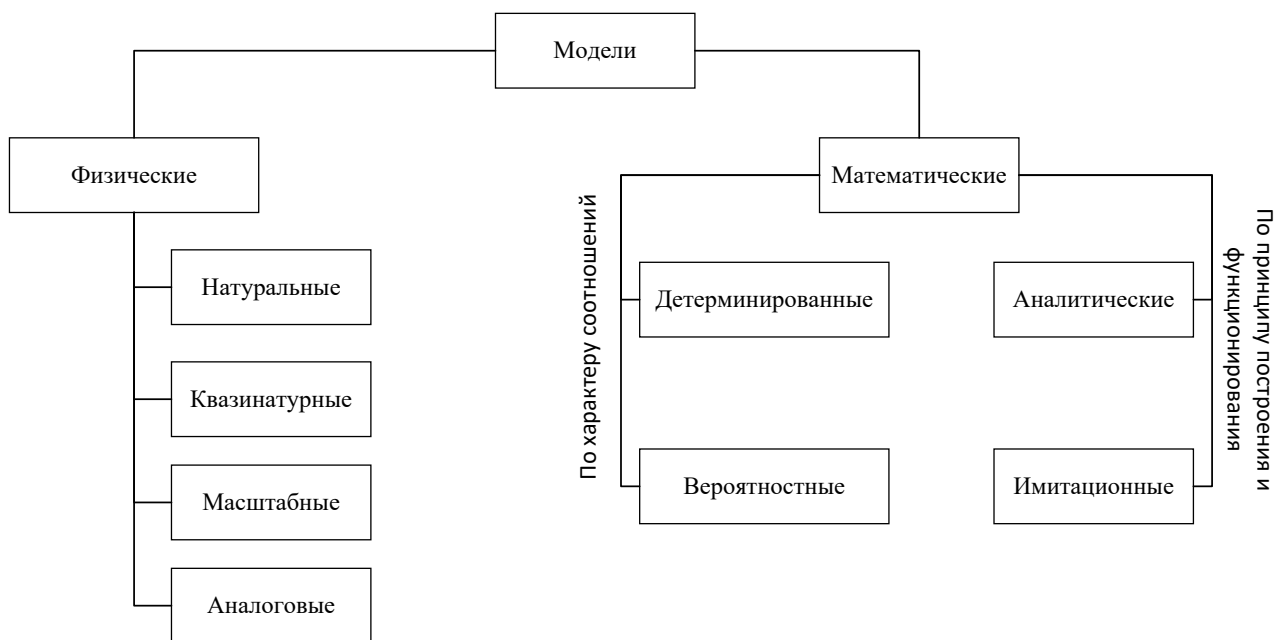 Модели
Физические
Математические
По характеру соотношений
По принципу построения и
функционирования
Натуральные
Детерминированные
Аналитические
Квазинатурные
Вероятностные
Имитационные
Масштабные
Аналоговые